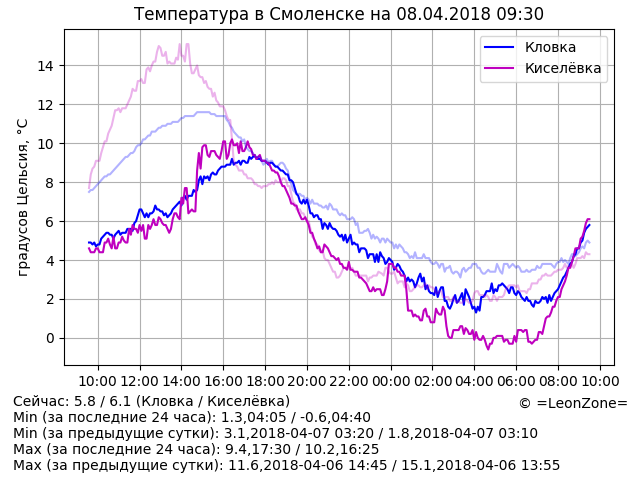 Температура в Смоленске на 08.04.2018 09:30
Кловка
Киселёвка
градусов Цельсия, °C
14
12
10
8
6
4
2
0
10:00 12:00 14:00 16:00 18:00 20:00 22:00 00:00 02:00 04:00 06:00 08:00 10:00
Сейчас: 5.8 / 6.1 (Кловка / Киселёвка)
© =LeonZone=
Min (за последние 24 часа): 1.3,04:05 / -0.6,04:40
Min (за предыдущие сутки): 3.1,2018-04-07 03:20 / 1.8,2018-04-07 03:10
Max (за последние 24 часа): 9.4,17:30 / 10.2,16:25
Max (за предыдущие сутки): 11.6,2018-04-06 14:45 / 15.1,2018-04-06 13:55